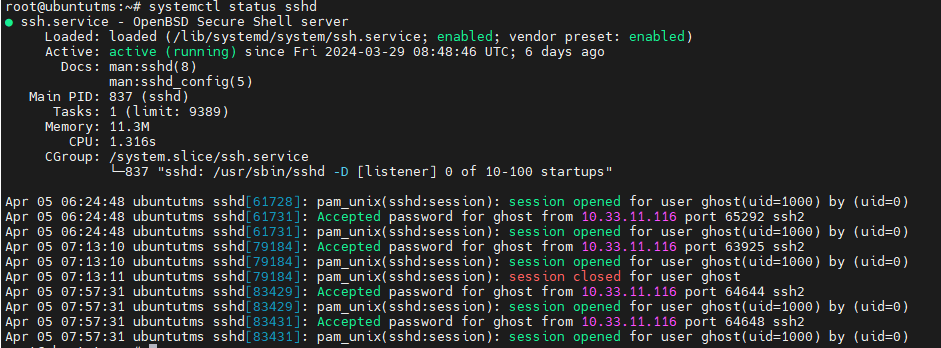 root@ubuntutms:~# systemctl status sshd
● ssh.service - OpenBSD Secure Shell server
Loaded: loaded (/lib/systemd/system/ssh.service; enabled; vendor preset: enabled)
Active: active (running) since Fri 2024-03-29 08:48:46 UTC; 6 days ago
Docs: man:sshd(8)
man:sshd_config(5)
Main PID: 837 (sshd)
Tasks: 1 (limit: 9389)
Memory: 11.3M
CPU: 1.316s
CGroup: /system.slice/ssh.service
└─837 "sshd: /usr/sbin/sshd -D [listener] 0 of 10-100 startups"
Apr 05 06:24:48 ubuntutms sshd[61728]: pam_unix(sshd:session): session opened for user ghost(uid=1000) by (uid=0)
Apr 05 06:24:48 ubuntutms sshd[61731]: Accepted password for ghost from 10.33.11.116 port 65292 ssh2
Apr 05 06:24:48 ubuntutms sshd[61731]: pam_unix(sshd:session): session opened for user ghost(uid=1000) by (uid=0)
Apr 05 07:13:10 ubuntutms sshd[79184]: Accepted password for ghost from 10.33.11.116 port 63925 ssh2
Apr 05 07:13:10 ubuntutms sshd[79184]: pam_unix(sshd:session): session opened for user ghost(uid=1000) by (uid=0)
Apr 05 07:13:11 ubuntutms sshd[79184]: pam_unix(sshd:session): session closed for user ghost
Apr 05 07:57:31 ubuntutms sshd[83429]: Accepted password for ghost from 10.33.11.116 port 64644 ssh2
Apr 05 07:57:31 ubuntutms sshd[83429]: pam_unix(sshd:session): session opened for user ghost(uid=1000) by (uid=0)
Apr 05 07:57:31 ubuntutms sshd[83431]: Accepted password for ghost from 10.33.11.116 port 64648 ssh2
Apr 05 07:57:31 ubuntutms sshd[83431]: pam_unix(sshd:session): session opened for user ghost(uid=1000) by (uid=0)